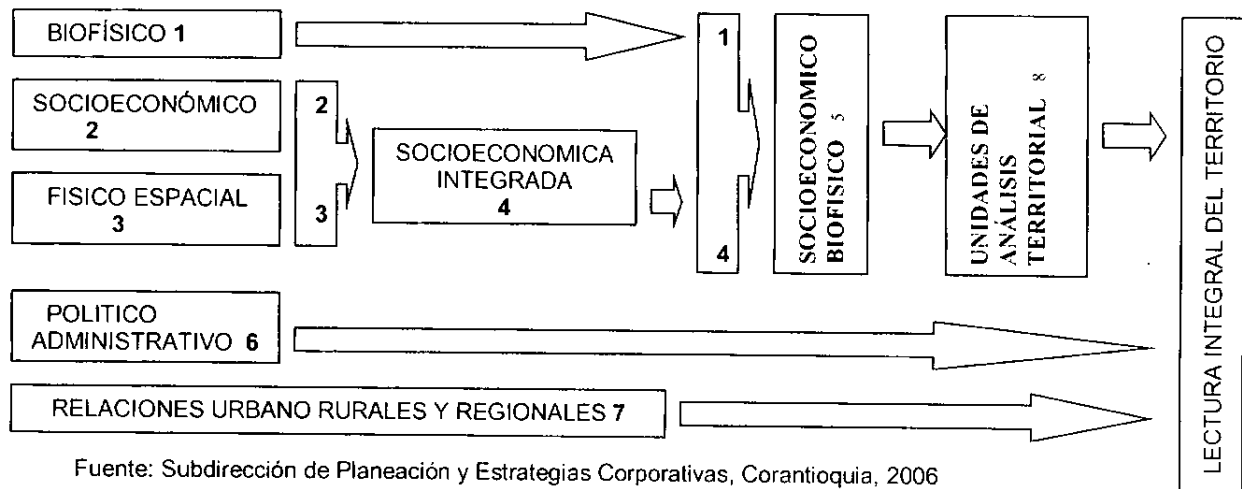 BIOFÍSICO 1
SOCIOECONÓMICO
2
FISICO ESPACIAL
3
2
3
SOCIOECONOMICA
INTEGRADA
4
1
4
SOCIOECONOMICO
BIOFISICO 5
UNIDADES DE
ANÁLISIS
TERRITORIAL 8
LECTURA INTEGRAL DEL TERRITORIO
POLITICO
ADMINISTRATIVO 6
RELACIONES URBANO RURALES Y REGIONALES 7
Fuente: Subdirección de Planeación y Estrategias Corporativas, Corantioquia, 2006